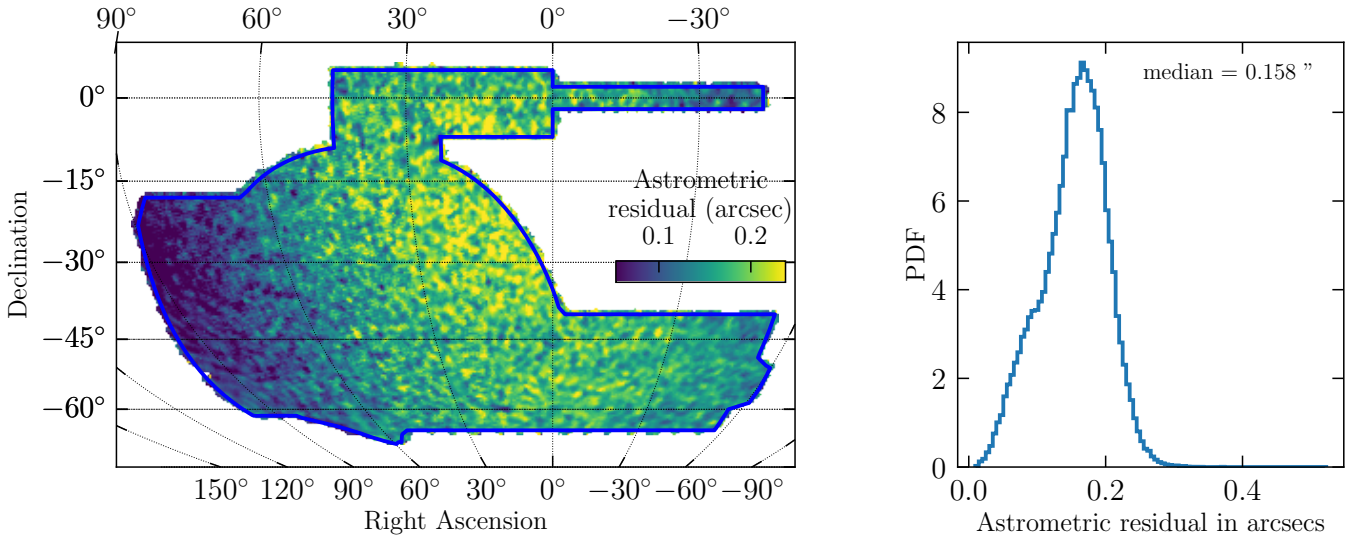 90° 60° 30° 0° −30°
0°
−15°
−30°
−45°
−60°
Declination
Astrometric
residual (arcsec)
0.1 0.2
150° 120° 90° 60° 30° 0° −30° −60° −90°
Right Ascension
median = 0.158 ”
8
6
4
2
0
PDF
0.0 0.2 0.4
Astrometric residual in arcsecs